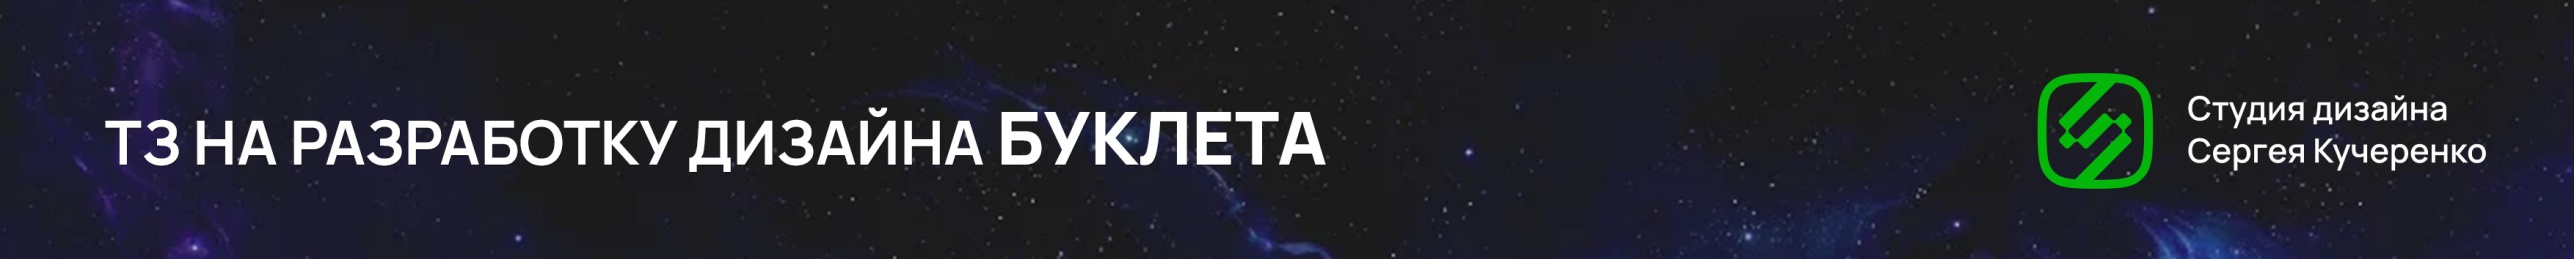 ТЗ НА РАЗРАБОТКУ ДИЗАЙНА БУКЛЕТА
Студия дизайна
Сергея Кучеренко